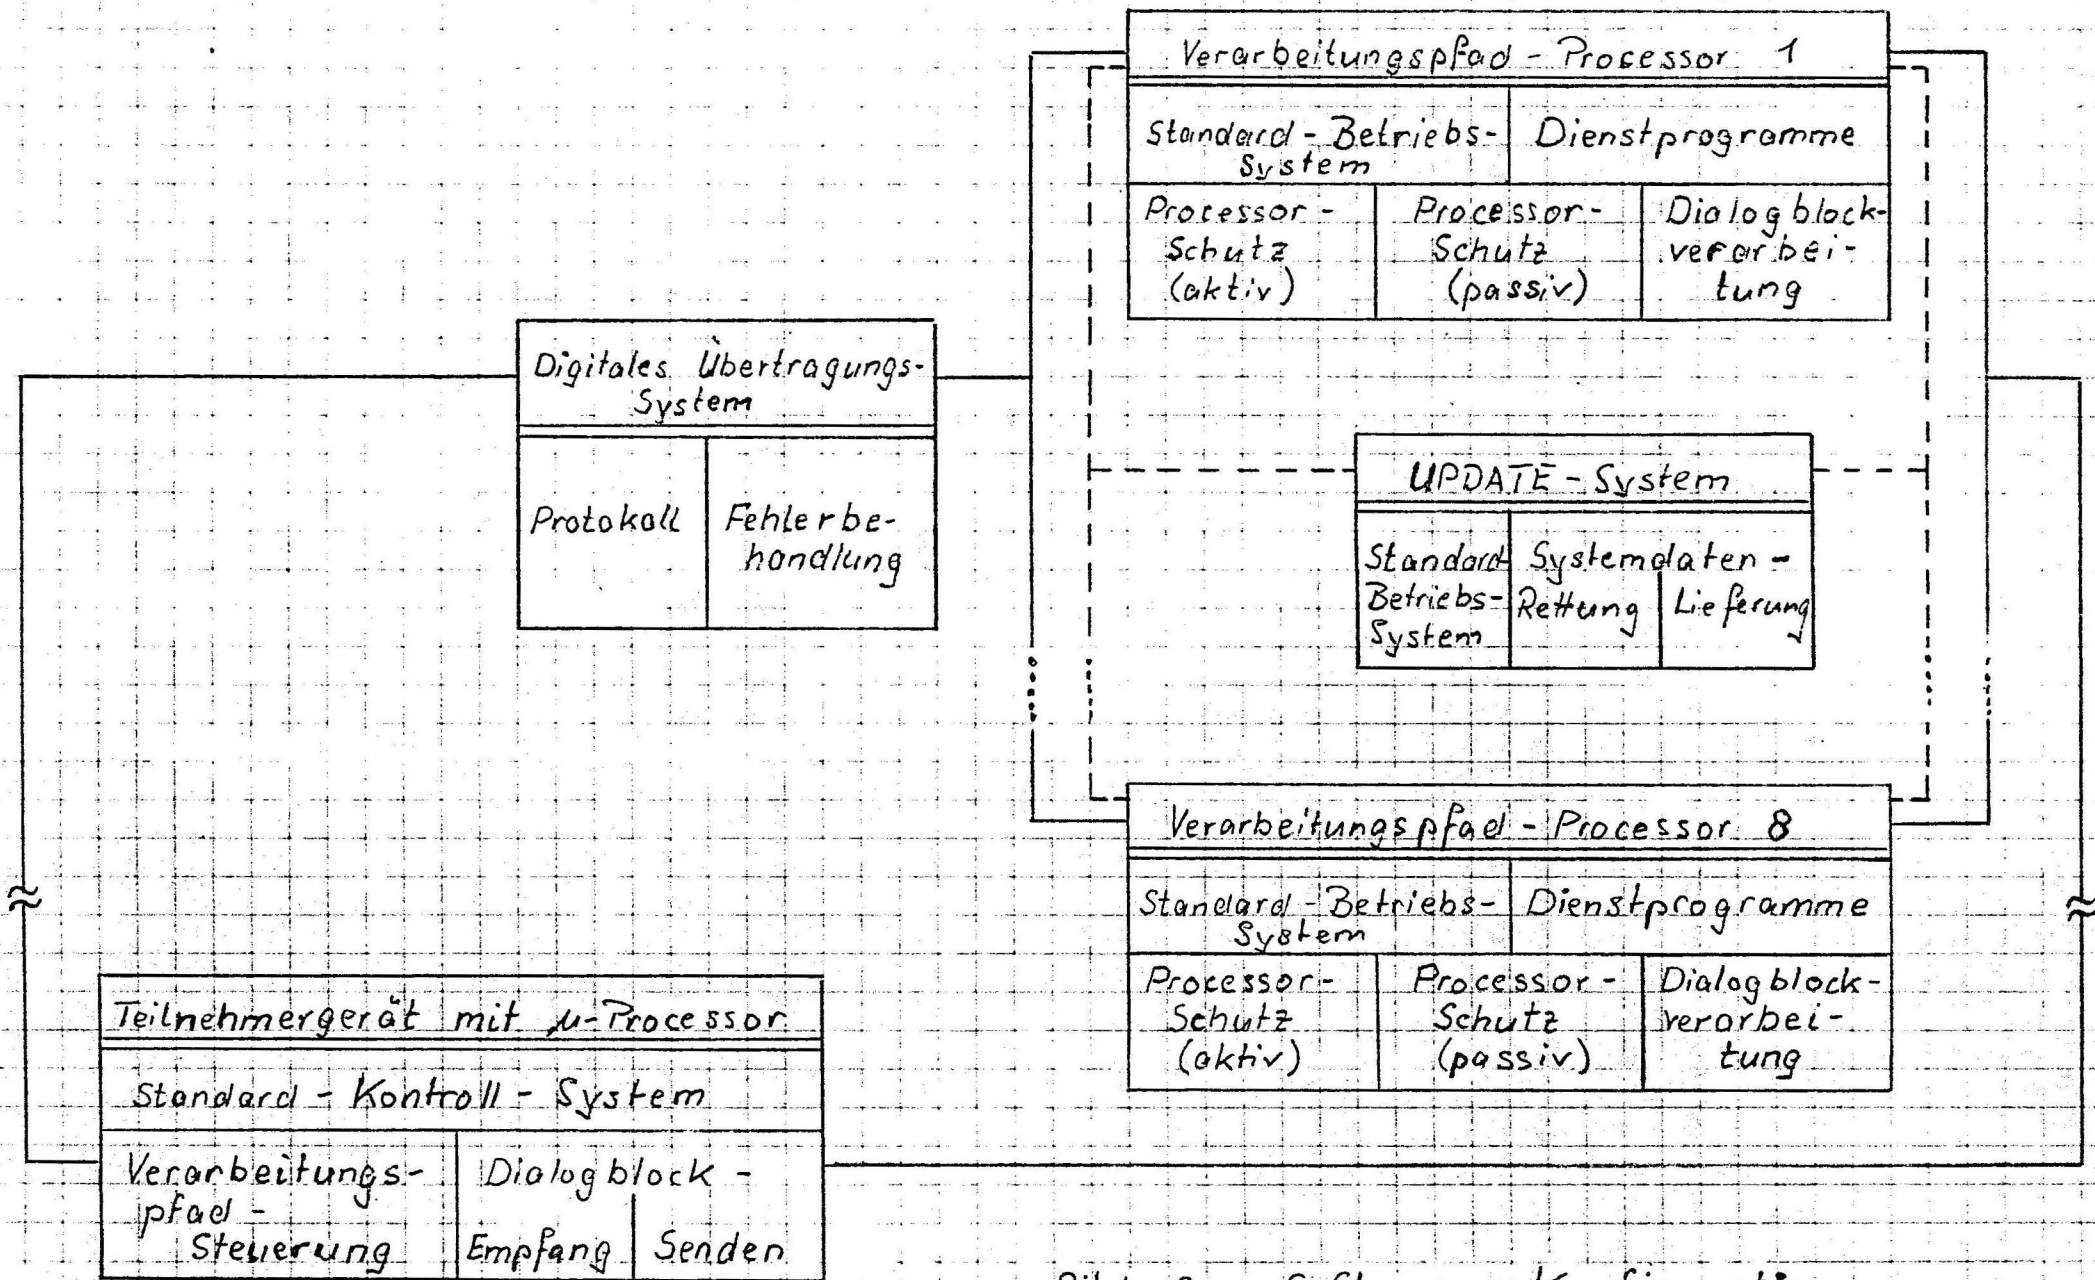 Verarbeitungspfad - Processor 1
Standard - Betriebs-
System
Dienstprogramme
Processor -
Schutz
(aktiv)
Processor-
Schutz
(passiv)
Dialogblock-
verarbei-
tung
Digitales Übertragungs-
System
Protokoll
Fehlerbe-
handlung
UPDATE - System
Standard
Betriebs-
System
Systemdaten -
Rettung
Lieferung
Verarbeitungspfad - Processor 8
Standard - Betriebs-
System
Dienstprogramme
Processor-
Schutz
(aktiv)
Processor -
Schutz
(passiv)
Dialogblock-
verarbei-
tung
Teilnehmergerät mit µ-Processor
Standard - Kontroll - System
Verarbeitungs-
pfad -
Steuerung
Dialogblock -
Empfang
Senden